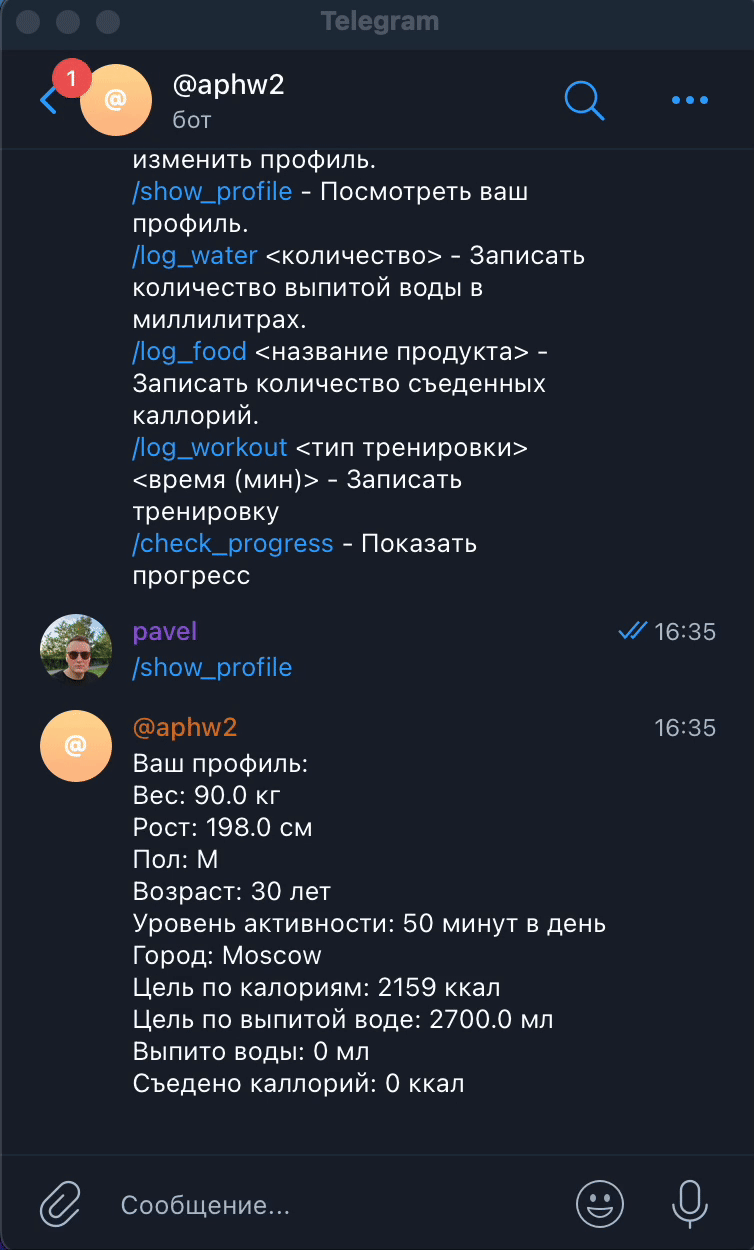 Telegram
1
@
@aphw2
бот
изменить профиль.
/show_profile - Посмотреть ваш
профиль.
/log_water <количество> - Записать
количество выпитой воды в
миллилитрах.
/log_food <название продукта> -
Записать количество съеденных
каллорий.
/log_workout <тип тренировки>
<время (мин)> - Записать
тренировку
/check_progress - Показать
прогресс
pavel 16:35
/show_profile
@
@aphw2 16:35
Ваш профиль:
Вес: 90.0 кг
Рост: 198.0 см
Пол: М
Возраст: 30 лет
Уровень активности: 50 минут в день
Город: Moscow
Цель по калориям: 2159 ккал
Цель по выпитой воде: 2700.0 мл
Выпито воды: 0 мл
Съедено каллорий: 0 ккал
Сообщение...